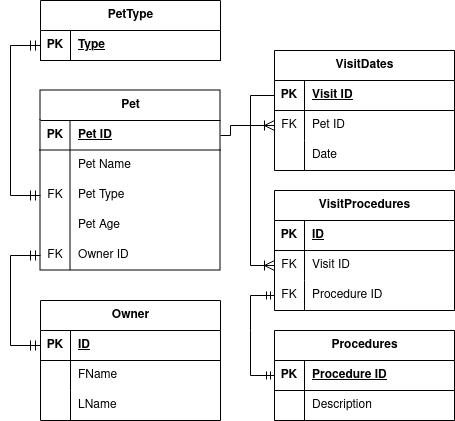 PetType
PK Type
Pet
PK Pet ID
Pet Name
FK Pet Type
Pet Age
FK Owner ID
Owner
PK ID
FName
LName
VisitDates
PK Visit ID
FK Pet ID
Date
VisitProcedures
PK ID
FK Visit ID
FK Procedure ID
Procedures
PK Procedure ID
Description